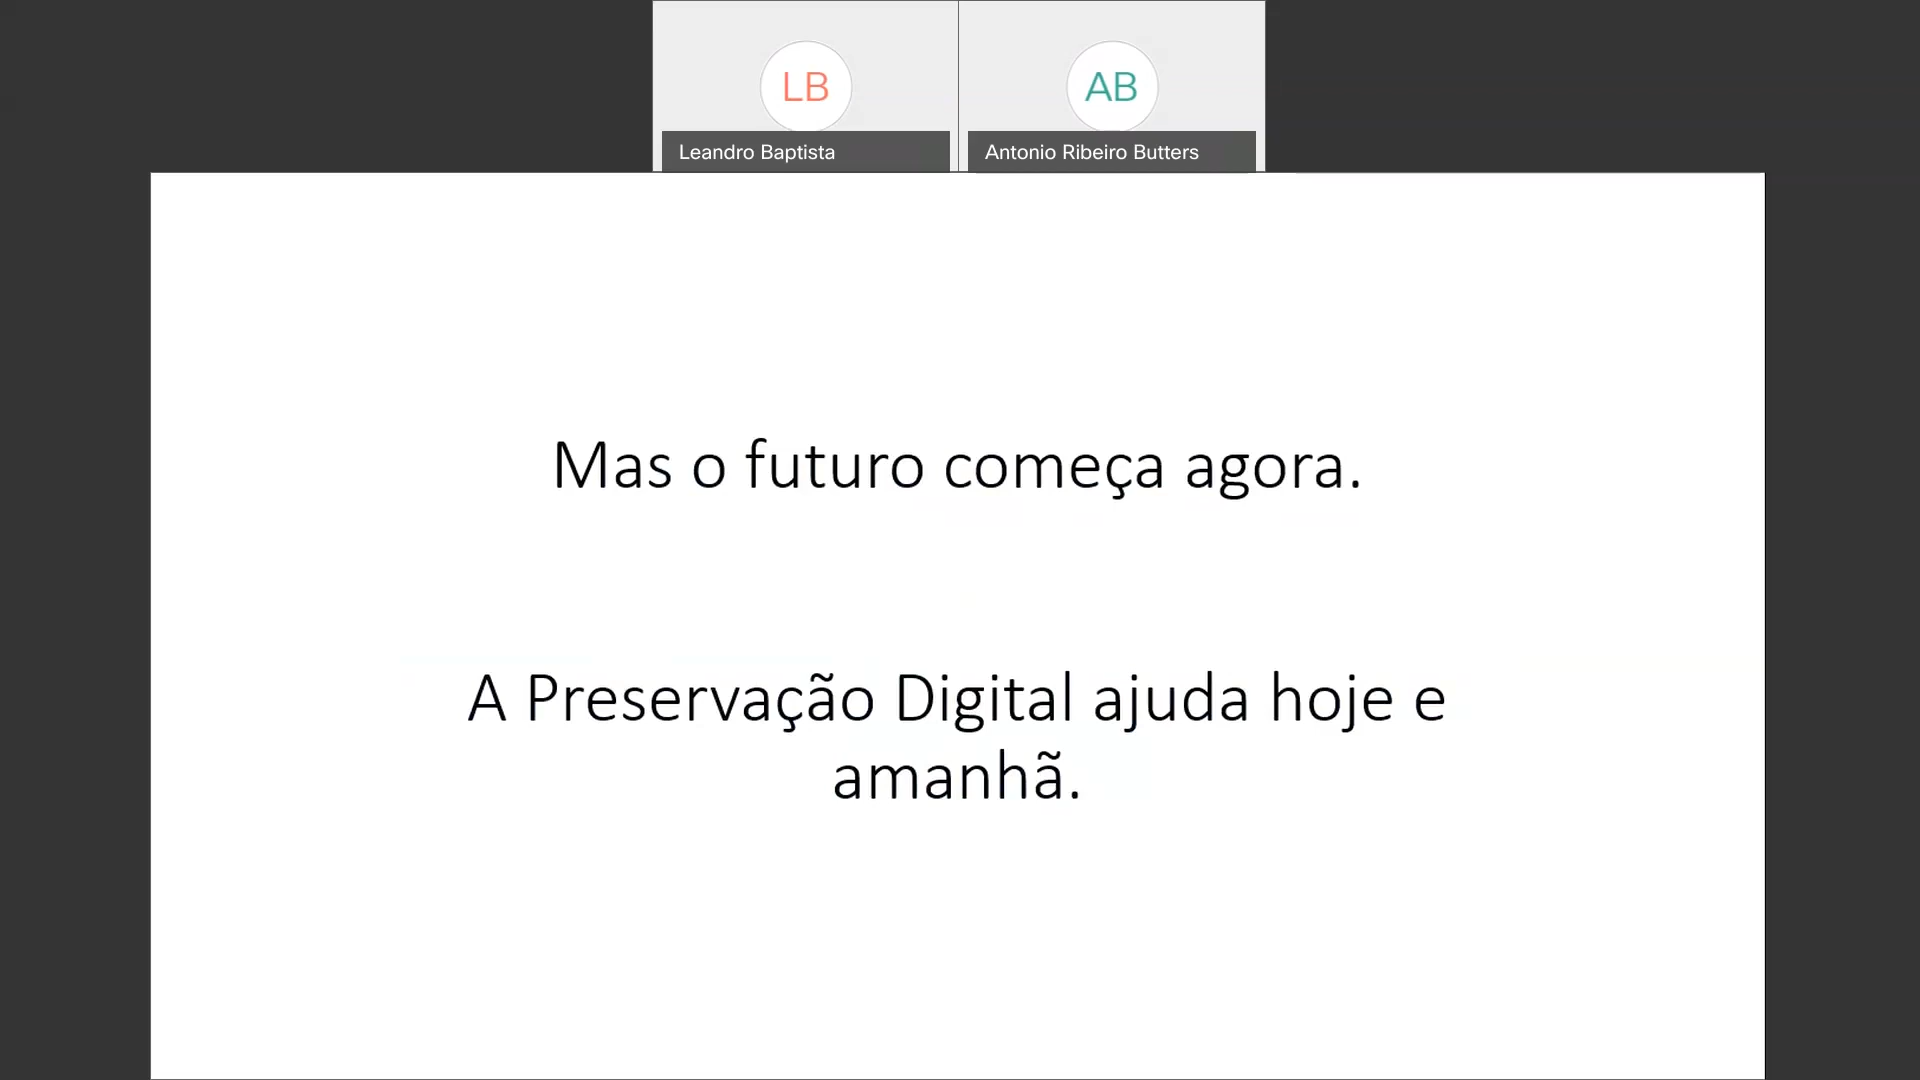 LB
AB
Leandro Baptista
Antonio Ribeiro Butters
Mas o futuro começa agora.
A Preservação Digital ajuda hoje e
amanhã.